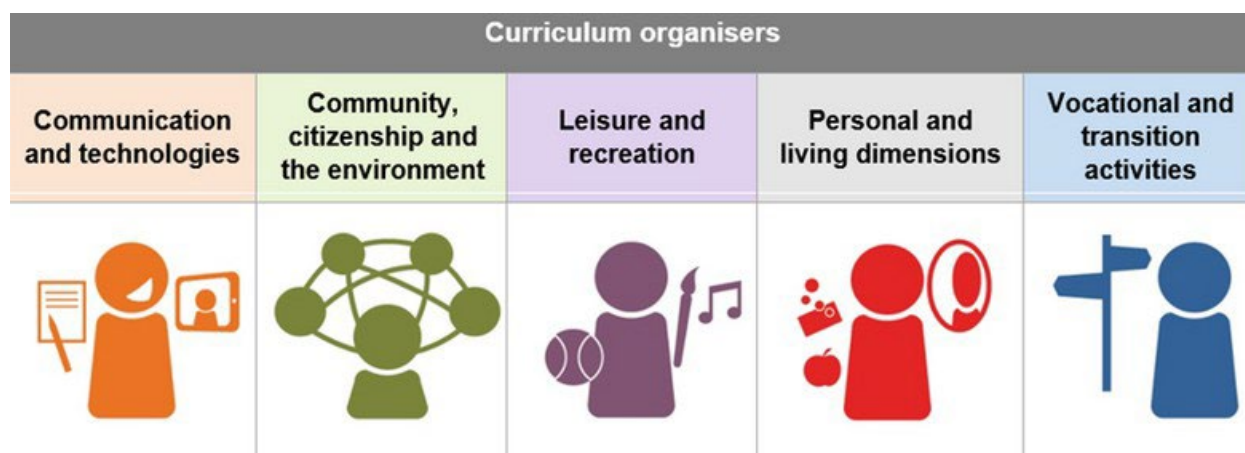 Curriculum organisers
Communication
and technologies
Community,
citizenship and
the environment
Leisure and
recreation
Personal and
living dimensions
Vocational and
transition
activities